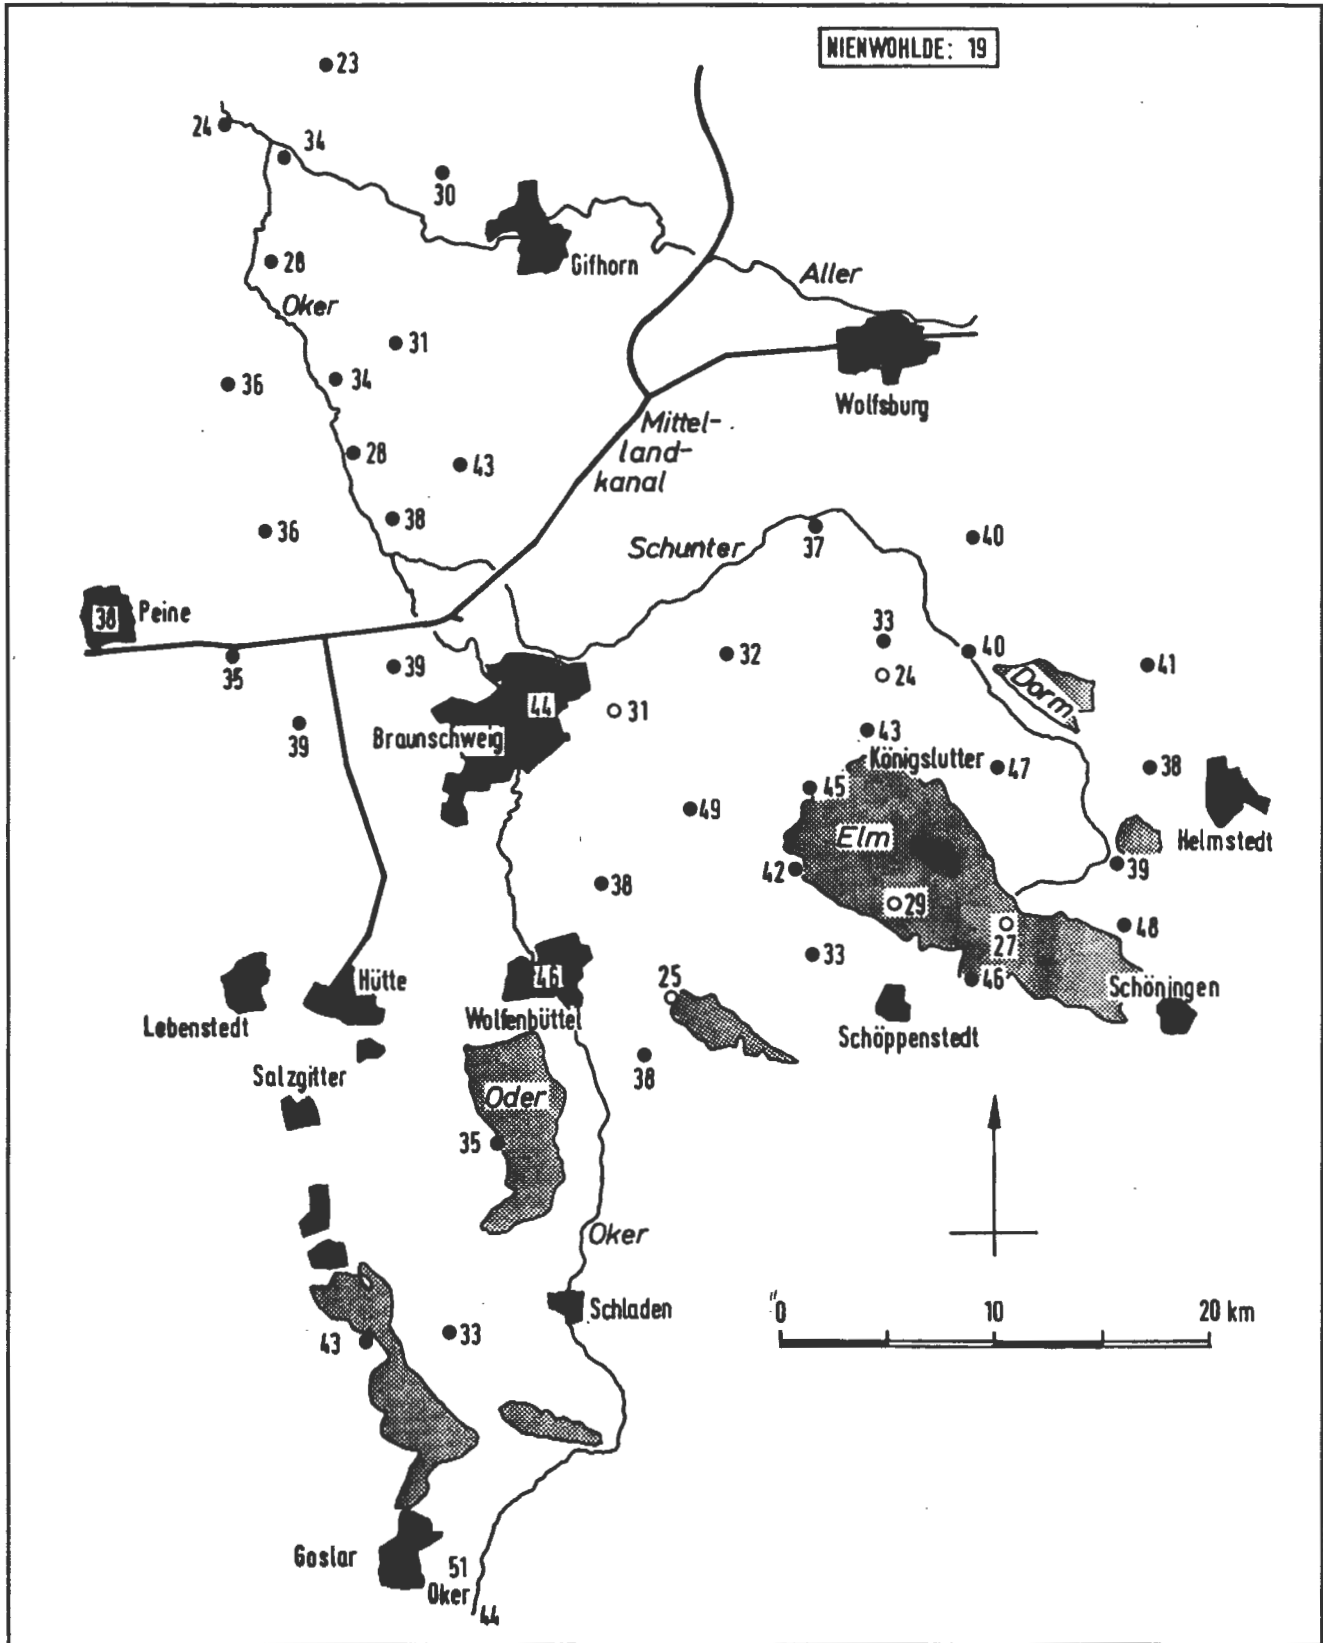 NIENWOHLDE: 19
23
24
34
30
Gifhorn
28
Aller
Oker
31
36
34
Wolfsburg
Mittel-
land-
kanal
28
43
38
36
Schunter
37
40
38
Peine
33
40
32
41
35
39
24
Dorm
44
31
39
Braunschweig
43
Königslutter
47
38
45
49
Elm
Helmstedt
42
39
38
29
48
27
33
46
25
46
Hütte
Schöningen
Lebenstedt
Wolfenbüttel
Schöppenstedt
38
Salzgitter
Oder
35
Oker
Schladen
0 10 20 km
43
33
Goslar
51
Oker
44